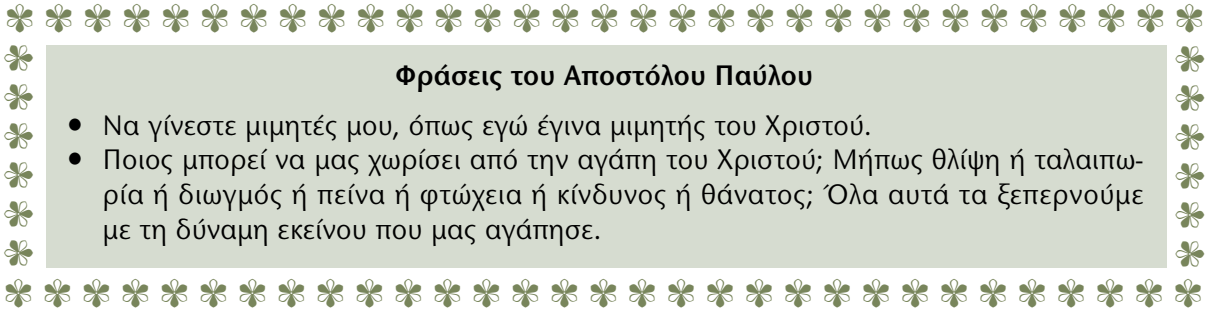 Φράσεις του Αποστόλου Παύλου
• Να γίνεστε μιμητές μου, όπως εγώ έγινα μιμητής του Χριστού.
• Ποιος μπορεί να μας χωρίσει από την αγάπη του Χριστού; Μήπως θλίψη ή ταλαιπω-
ρία ή διωγμός ή πείνα ή φτώχεια ή κίνδυνος ή θάνατος; Όλα αυτά τα ξεπερνούμε
με τη δύναμη εκείνου που μας αγάπησε.